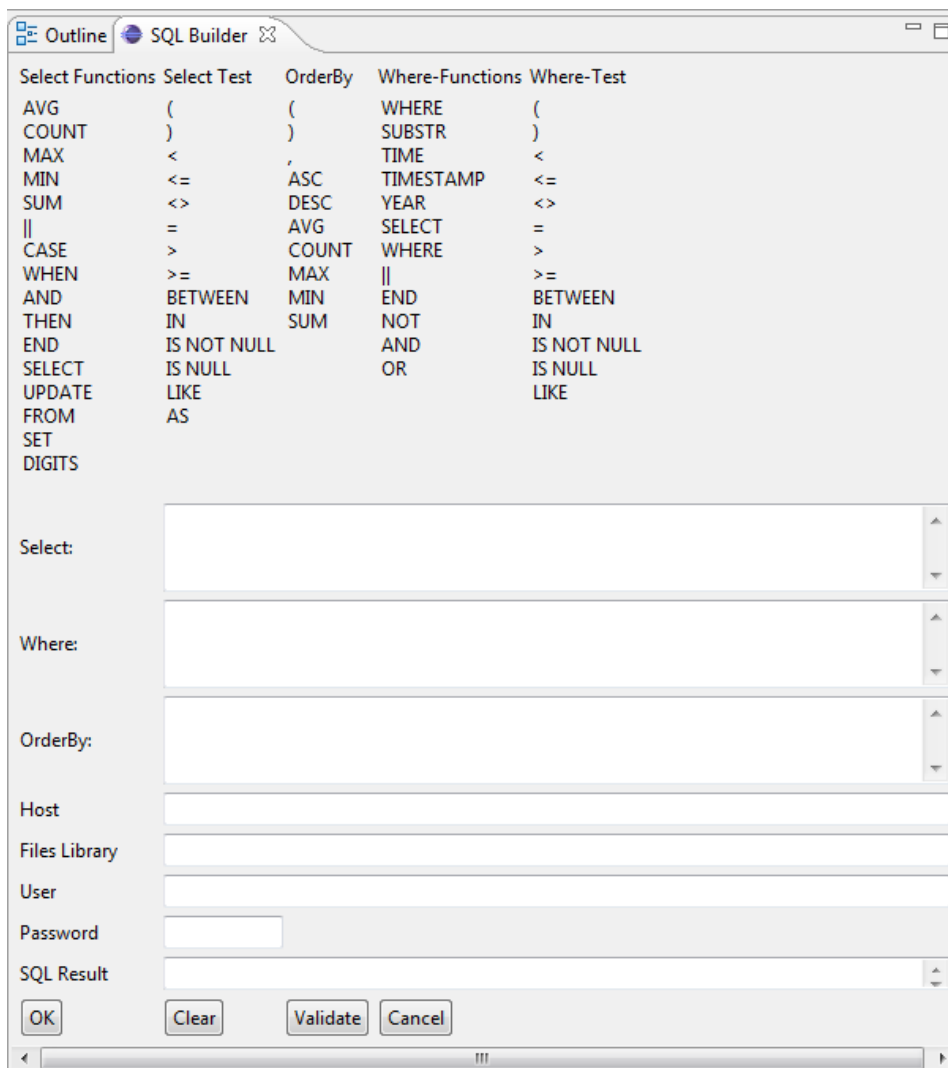 Outline SQL Builder
Select Functions Select Test OrderBy Where-Functions Where-Test
AVG ( ( WHERE (
COUNT ) ) SUBSTR )
MAX < , TIME <
MIN <= ASC TIMESTAMP <=
SUM <> DESC YEAR <>
|| = AVG SELECT =
CASE > COUNT WHERE >
WHEN >= MAX || >=
AND BETWEEN MIN END BETWEEN
THEN IN SUM NOT IN
END IS NOT NULL AND IS NOT NULL
SELECT IS NULL OR IS NULL
UPDATE LIKE LIKE
FROM AS
SET
DIGITS
Select:
Where:
OrderBy:
Host
Files Library
User
Password
SQL Result
OK Clear Validate Cancel